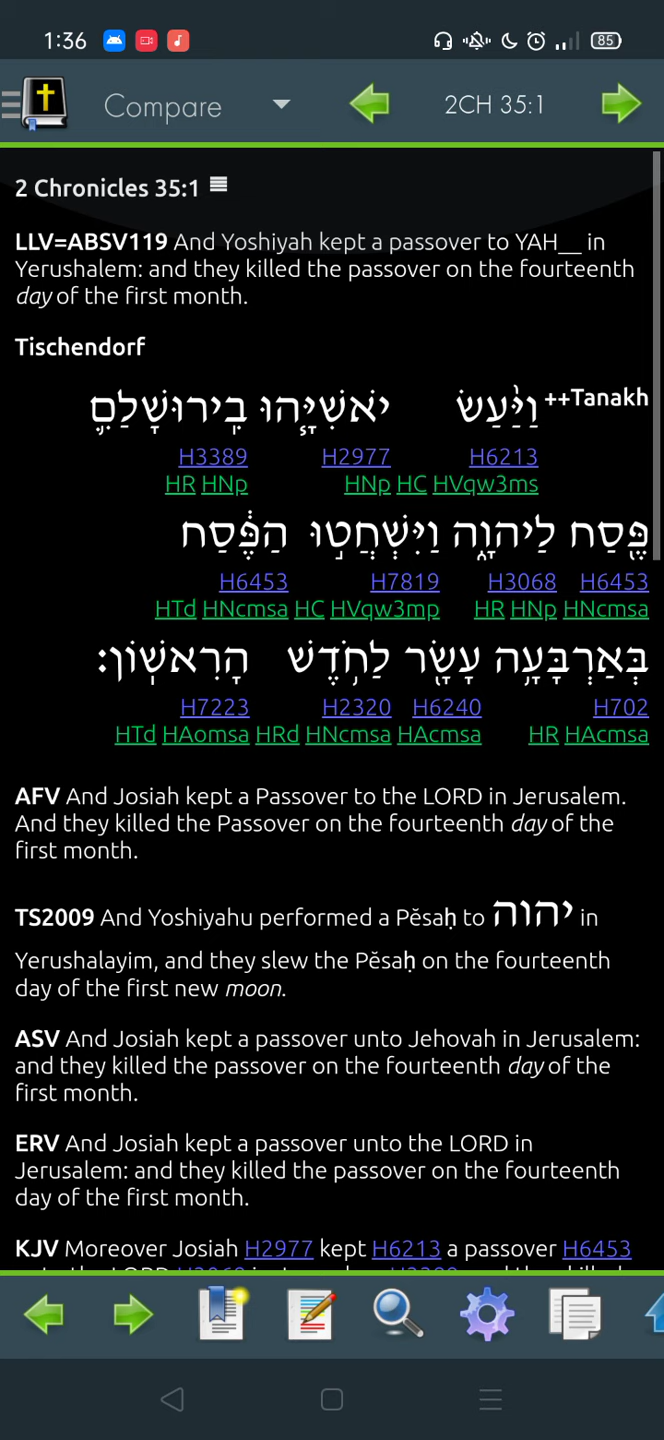 1:36
85
Compare
2CH 35:1
2 Chronicles 35:1
LLV=ABSV119 And Yoshiyah kept a passover to YAH__ in
Yerushalem: and they killed the passover on the fourteenth
day of the first month.
Tischendorf
++Tanakh וַיַּ֨עַשׂ יֹאשִׁיָּ֧הוּ בִֽירוּשָׁלִַ֛ם
H3389 H2977 H6213
HR HNp HNp HC HVqw3ms
פֶּ֖סַח לַיהוָ֑ה וַיִּשְׁחֲט֣וּ הַפֶּ֔סַח
H6453 H7819 H3068 H6453
HTd HNcmsa HC HVqw3mp HR HNp HNcmsa
בְּאַרְבָּעָ֥ה עָשָׂ֖ר לַחֹ֥דֶשׁ הָרִאשֽׁוֹן׃
H7223 H2320 H6240 H702
HTd HAomsa HRd HNcmsa HAcmsa HR HAcmsa
AFV And Josiah kept a Passover to the LORD in Jerusalem.
And they killed the Passover on the fourteenth day of the
first month.
TS2009 And Yoshiyahu performed a Pĕsaḥ to יהוה in
Yerushalayim, and they slew the Pĕsaḥ on the fourteenth
day of the first new moon.
ASV And Josiah kept a passover unto Jehovah in Jerusalem:
and they killed the passover on the fourteenth day of the
first month.
ERV And Josiah kept a passover unto the LORD in
Jerusalem: and they killed the passover on the fourteenth
day of the first month.
KJV Moreover Josiah H2977 kept H6213 a passover H6453